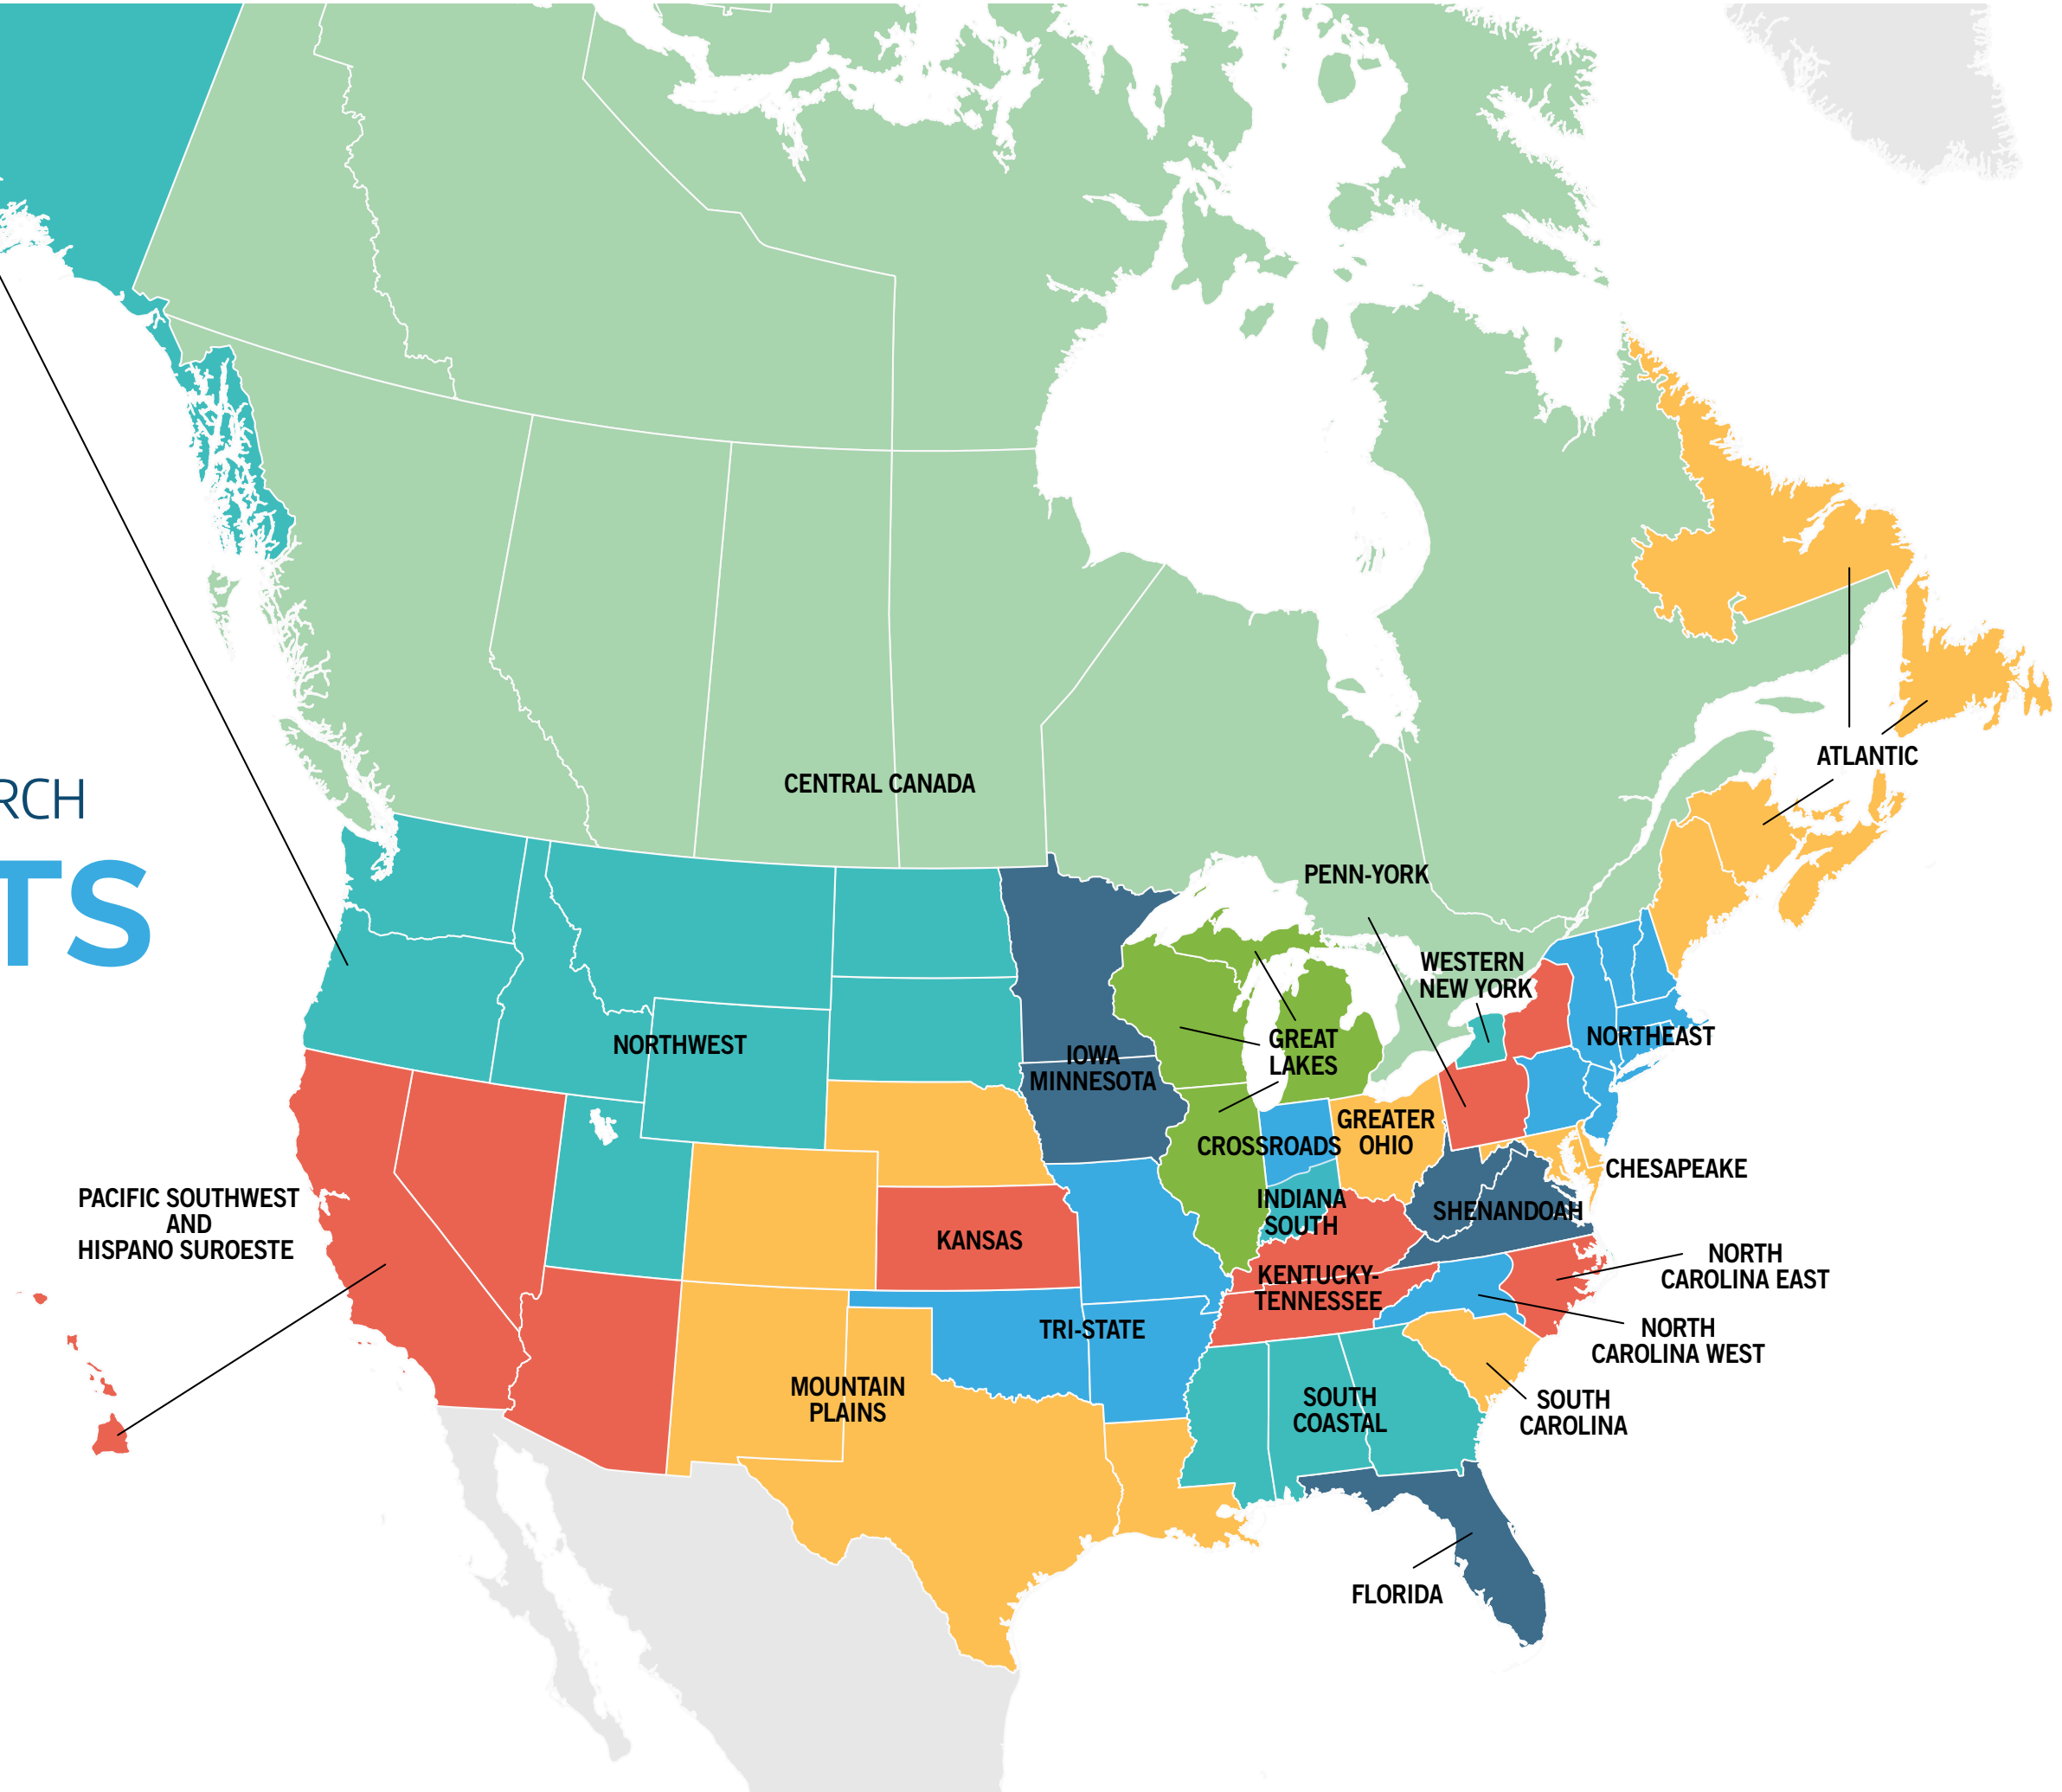 RCH
TS
CENTRAL CANADA
ATLANTIC
PENN-YORK
WESTERN
NEW YORK
NORTHEAST
NORTHWEST
IOWA
MINNESOTA
GREAT
LAKES
GREATER
OHIO
CROSSROADS
CHESAPEAKE
PACIFIC SOUTHWEST
AND
HISPANO SUROESTE
INDIANA
SOUTH
SHENANDOAH
KANSAS
NORTH
CAROLINA EAST
KENTUCKY-
TENNESSEE
TRI-STATE
NORTH
CAROLINA WEST
MOUNTAIN
PLAINS
SOUTH
COASTAL
SOUTH
CAROLINA
FLORIDA